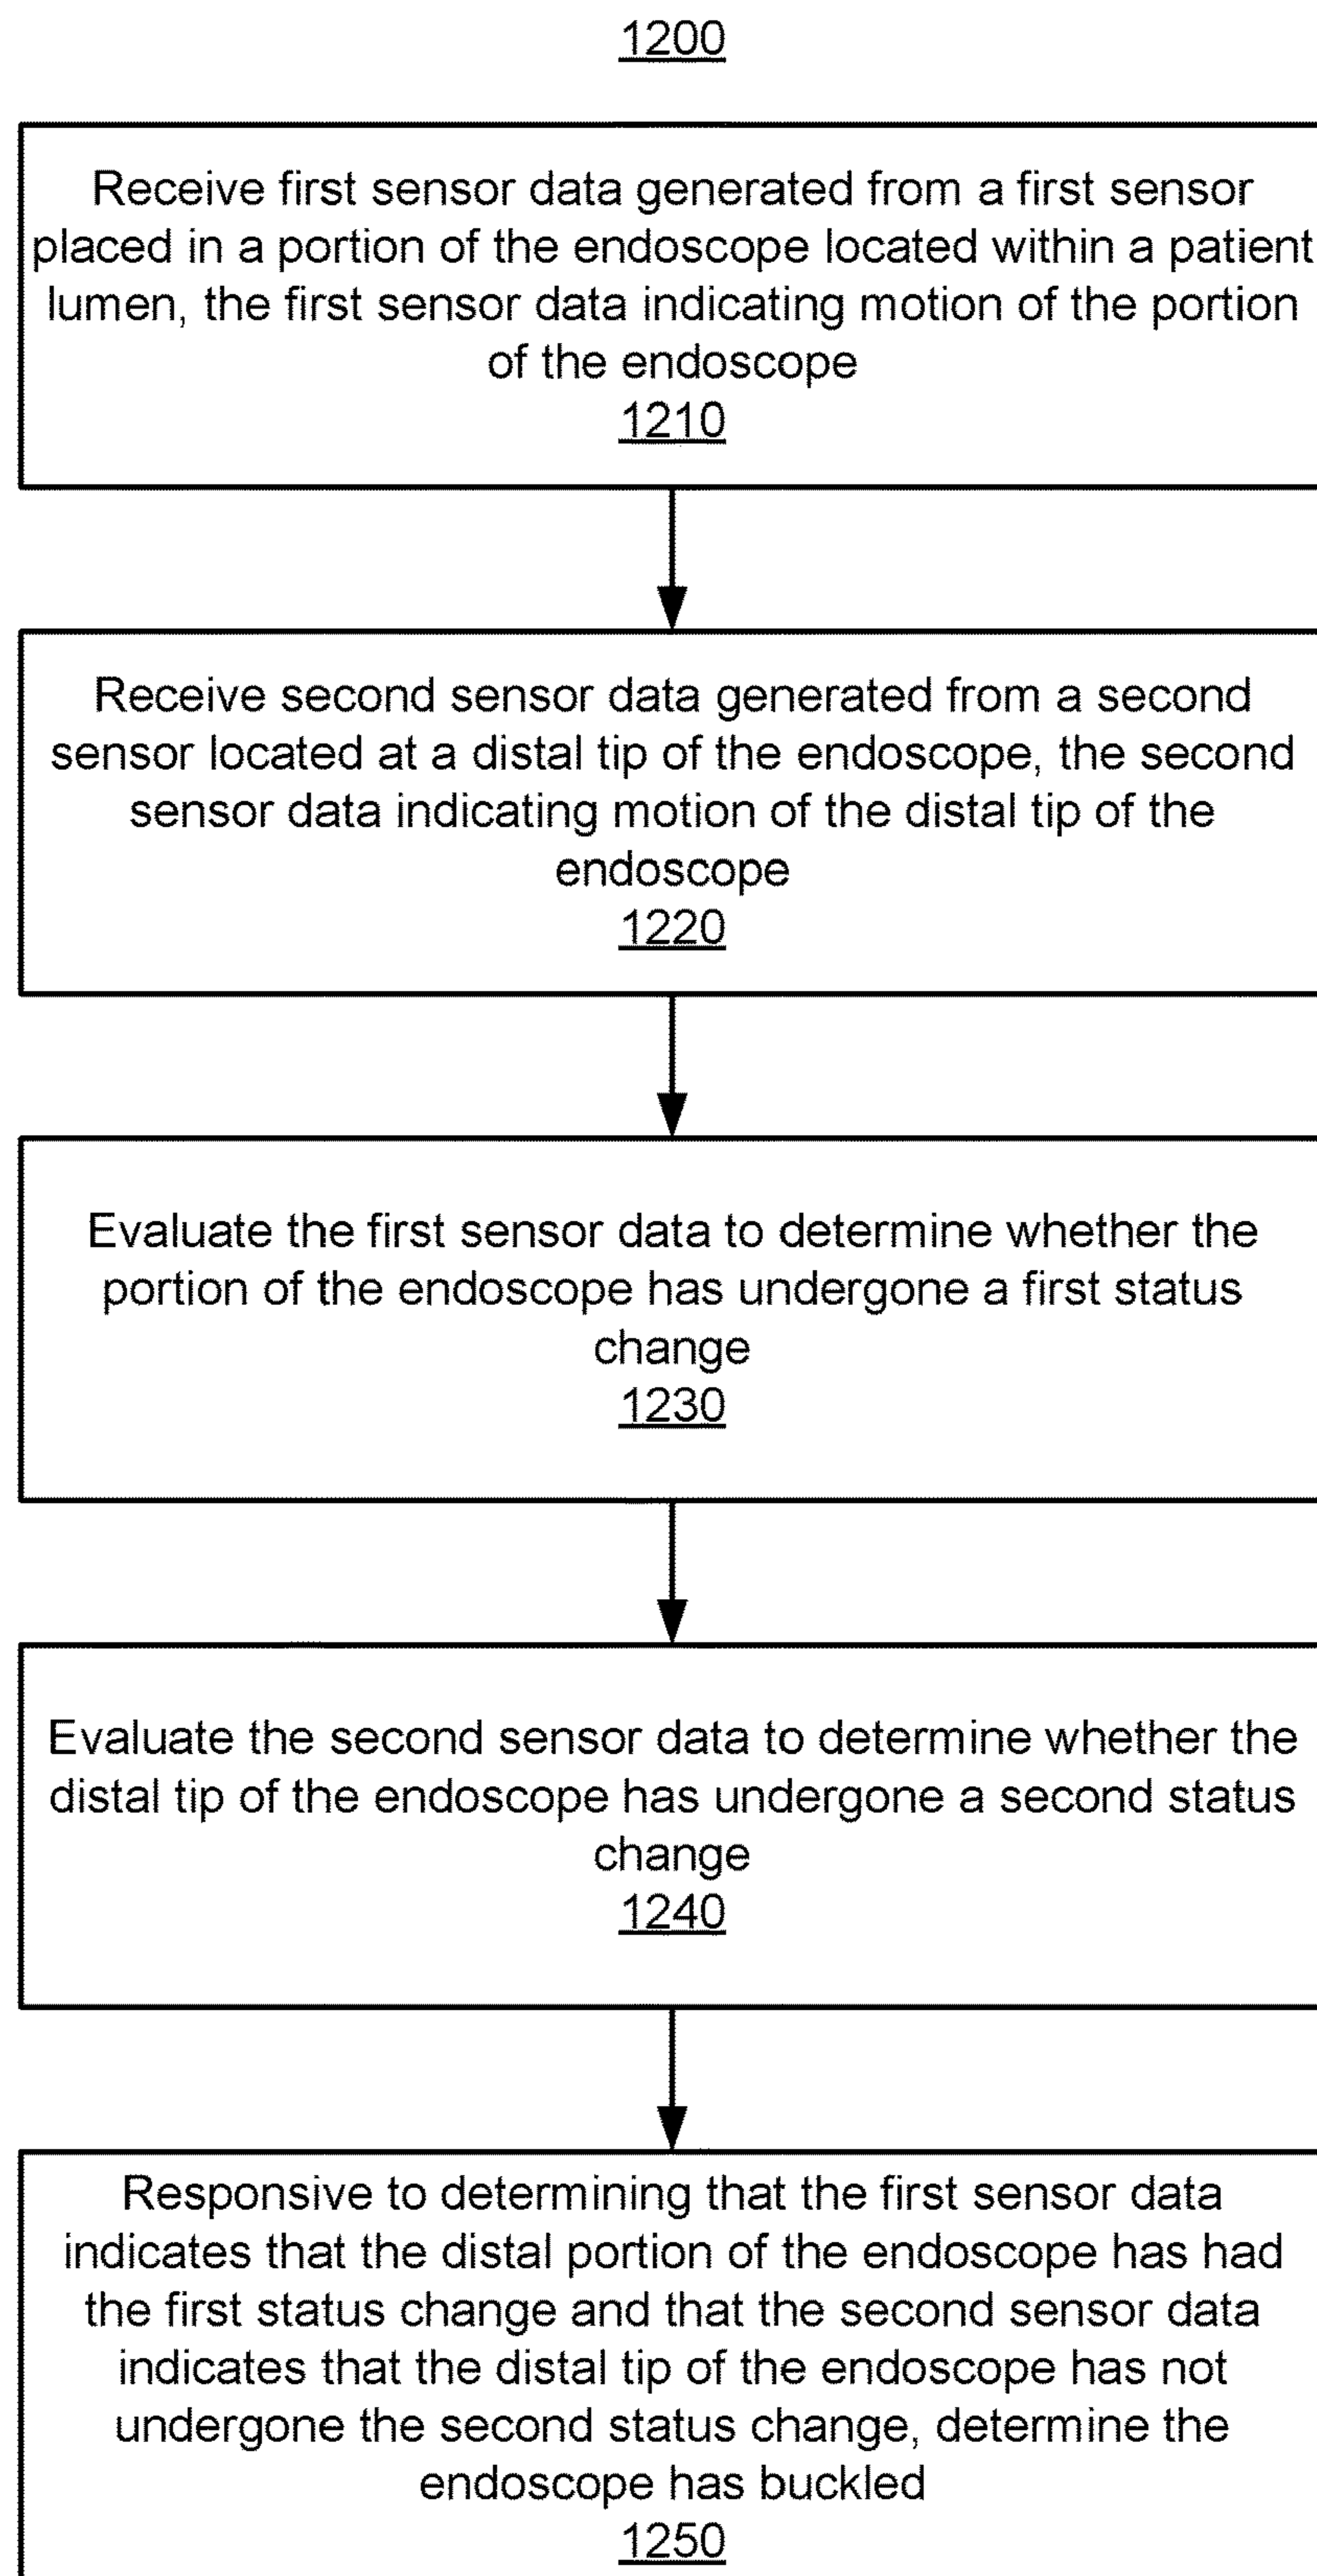 1200
Receive first sensor data generated from a first sensor
placed in a portion of the endoscope located within a patient
lumen, the first sensor data indicating motion of the portion
of the endoscope
1210
Receive second sensor data generated from a second
sensor located at a distal tip of the endoscope, the second
sensor data indicating motion of the distal tip of the
endoscope
1220
Evaluate the first sensor data to determine whether the
portion of the endoscope has undergone a first status
change
1230
Evaluate the second sensor data to determine whether the
distal tip of the endoscope has undergone a second status
change
1240
Responsive to determining that the first sensor data
indicates that the distal portion of the endoscope has had
the first status change and that the second sensor data
indicates that the distal tip of the endoscope has not
undergone the second status change, determine the
endoscope has buckled
1250